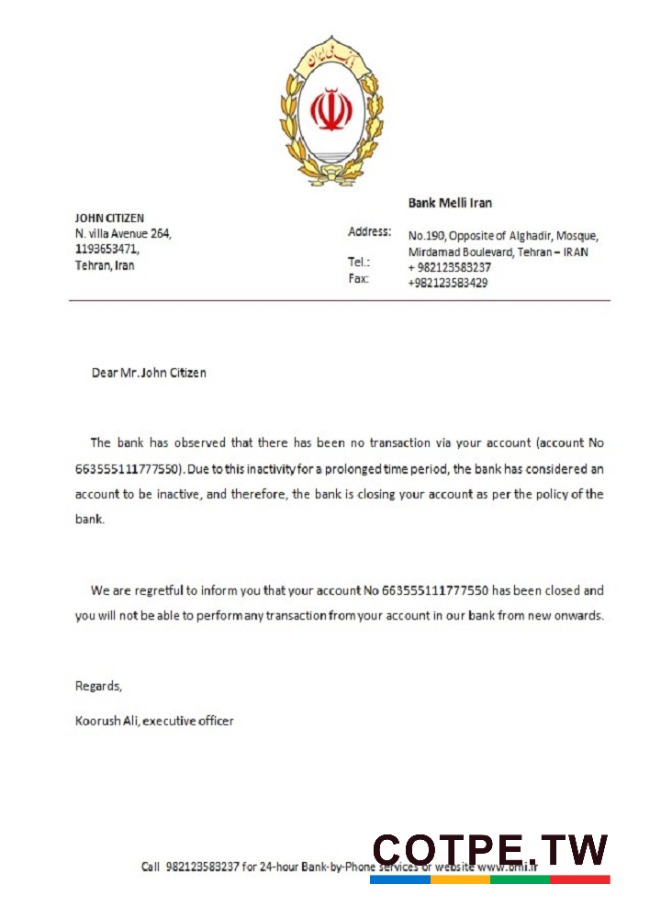 بانک ملی ایران
Bank Melli Iran
JOHN CITIZEN
N. villa Avenue 264,
1193653471,
Tehran, Iran
Address: No.190, Opposite of Alghadir, Mosque,
Mirdamad Boulevard, Tehran – IRAN
Tel.: + 982123583237
Fax: +982123583429
Dear Mr. John Citizen
The bank has observed that there has been no transaction via your account (account No
663555111777550). Due to this inactivity for a prolonged time period, the bank has considered an
account to be inactive, and therefore, the bank is closing your account as per the policy of the
bank.
We are regretful to inform you that your account No 663555111777550 has been closed and
you will not be able to perform any transaction from your account in our bank from new onwards.
Regards,
Koorush Ali, executive officer
COTPE.TW
Call 982123583237 for 24-hour Bank-by-Phone services or website www.bmi.ir